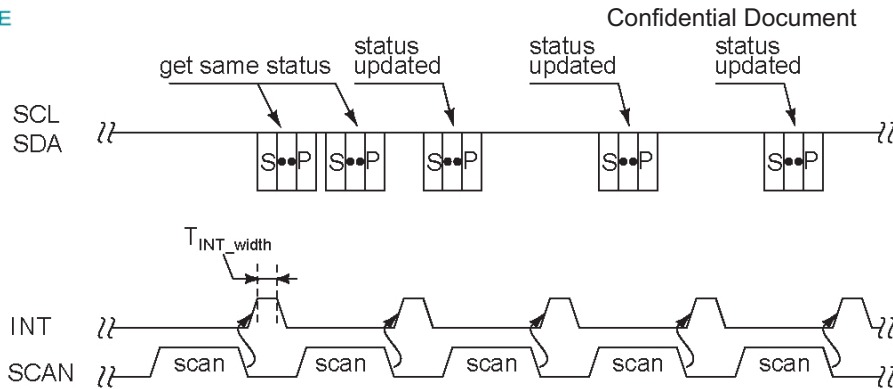 E
Confidential Document
get same status
status updated
status updated
status updated
SCL
SDA
S••P S••P S••P S••P S••P
TINT_width
INT
SCAN
scan scan scan scan scan